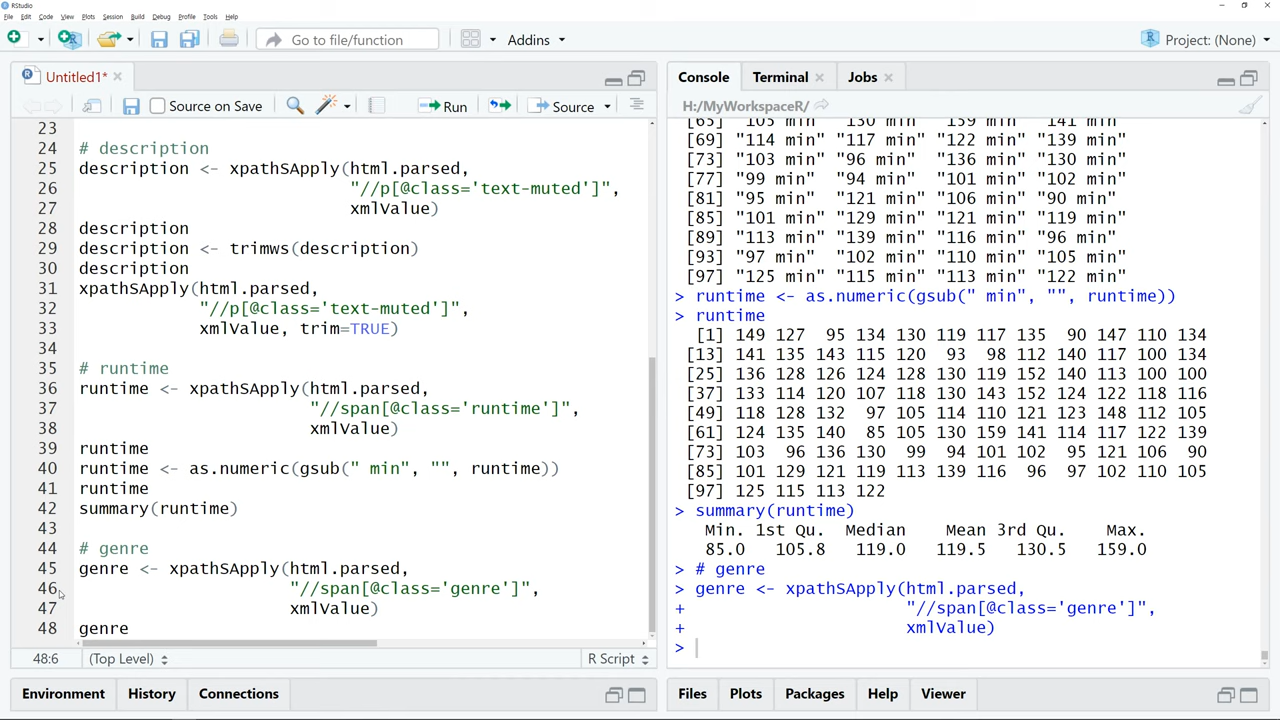 RStudio
File Edit Code View Plots Session Build Debug Profile Tools Help
Go to file/function Addins Project: (None)
Untitled1*
Source on Save Run Source
23
24 # description
25 description <- xpathSApply(html.parsed,
26 "//p[@class='text-muted']",
27 xmlValue)
28 description
29 description <- trimws(description)
30 description
31 xpathSApply(html.parsed,
32 "//p[@class='text-muted']",
33 xmlValue, trim=TRUE)
34
35 # runtime
36 runtime <- xpathSApply(html.parsed,
37 "//span[@class='runtime']",
38 xmlValue)
39 runtime
40 runtime <- as.numeric(gsub(" min", "", runtime))
41 runtime
42 summary(runtime)
43
44 # genre
45 genre <- xpathSApply(html.parsed,
46 "//span[@class='genre']",
47 xmlValue)
48 genre
48:6 (Top Level) R Script
Environment History Connections
Console Terminal Jobs
H:/MyWorkspaceR/
[65] "105 min" "130 min" "159 min" "141 min"
[69] "114 min" "117 min" "122 min" "139 min"
[73] "103 min" "96 min" "136 min" "130 min"
[77] "99 min" "94 min" "101 min" "102 min"
[81] "95 min" "121 min" "106 min" "90 min"
[85] "101 min" "129 min" "121 min" "119 min"
[89] "113 min" "139 min" "116 min" "96 min"
[93] "97 min" "102 min" "110 min" "105 min"
[97] "125 min" "115 min" "113 min" "122 min"
> runtime <- as.numeric(gsub(" min", "", runtime))
> runtime
[1] 149 127 95 134 130 119 117 135 90 147 110 134
[13] 141 135 143 115 120 93 98 112 140 117 100 134
[25] 136 128 126 124 128 130 119 152 140 113 100 100
[37] 133 114 120 107 118 130 143 152 124 122 118 116
[49] 118 128 132 97 105 114 110 121 123 148 112 105
[61] 124 135 140 85 105 130 159 141 114 117 122 139
[73] 103 96 136 130 99 94 101 102 95 121 106 90
[85] 101 129 121 119 113 139 116 96 97 102 110 105
[97] 125 115 113 122
> summary(runtime)
Min. 1st Qu. Median Mean 3rd Qu. Max.
85.0 105.8 119.0 119.5 130.5 159.0
> # genre
> genre <- xpathSApply(html.parsed,
+ "//span[@class='genre']",
+ xmlValue)
>
Files Plots Packages Help Viewer